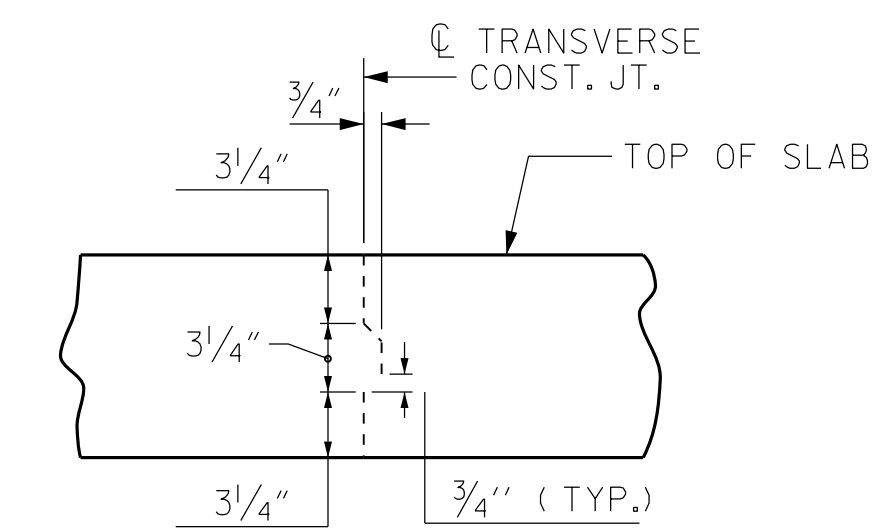 ℄ TRANSVERSE
CONST. JT.
3/4"
3 1/4"
TOP OF SLAB
3 1/4"
3 1/4"
3/4'' (TYP.)